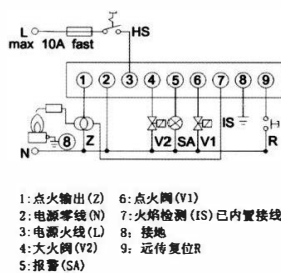 L
HS
max 10A fast
1 2 3 4 5 6 7 8 9
IS
8 Z V2 SA V1 R
N
1:点火输出(Z) 6:点火阀(V1)
2:电源零线(N) 7:火焰检测(IS)已内置接线
3:电源火线(L) 8: 接地
4:大火阀(V2) 9: 远传复位R
5:报警(SA)